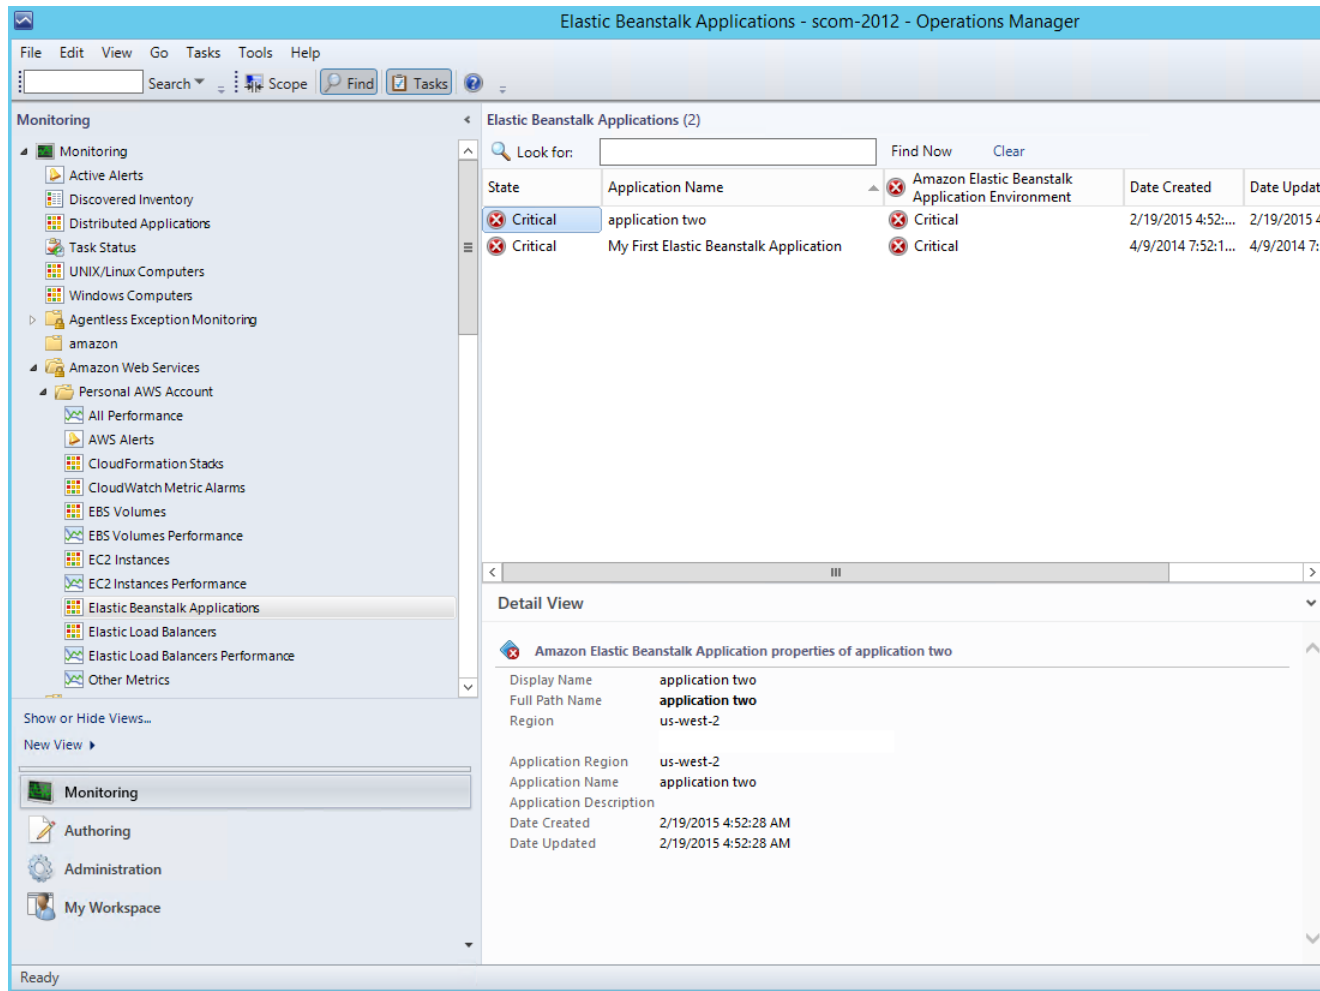 Elastic Beanstalk Applications - scom-2012 - Operations Manager
File Edit View Go Tasks Tools Help
Search Scope Find Tasks
Monitoring
Monitoring
Active Alerts
Discovered Inventory
Distributed Applications
Task Status
UNIX/Linux Computers
Windows Computers
Agentless Exception Monitoring
amazon
Amazon Web Services
Personal AWS Account
All Performance
AWS Alerts
CloudFormation Stacks
CloudWatch Metric Alarms
EBS Volumes
EBS Volumes Performance
EC2 Instances
EC2 Instances Performance
Elastic Beanstalk Applications
Elastic Load Balancers
Elastic Load Balancers Performance
Other Metrics
Show or Hide Views...
New View
Monitoring
Authoring
Administration
My Workspace
Elastic Beanstalk Applications (2)
Look for: Find Now Clear
State Application Name Amazon Elastic Beanstalk Application Environment Date Created Date Updat
Critical application two Critical 2/19/2015 4:52:... 2/19/2015 4
Critical My First Elastic Beanstalk Application Critical 4/9/2014 7:52:1... 4/9/2014 7:
Detail View
Amazon Elastic Beanstalk Application properties of application two
Display Name application two
Full Path Name application two
Region us-west-2
Application Region us-west-2
Application Name application two
Application Description
Date Created 2/19/2015 4:52:28 AM
Date Updated 2/19/2015 4:52:28 AM
Ready